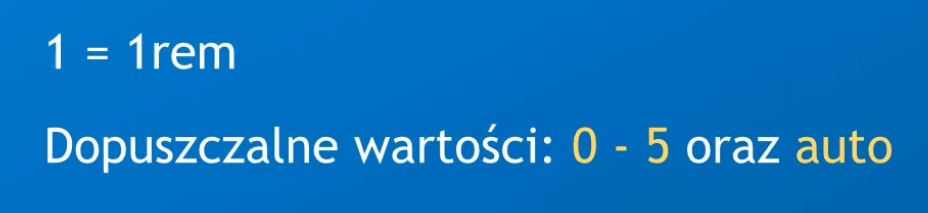 1 = 1rem
Dopuszczalne wartości: 0 - 5 oraz auto